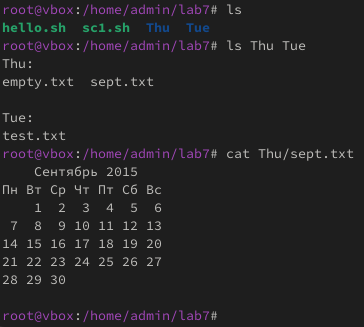 root@vbox:/home/admin/lab7# ls
hello.sh  sc1.sh  Thu  Tue
root@vbox:/home/admin/lab7# ls Thu Tue
Thu:
empty.txt  sept.txt

Tue:
test.txt
root@vbox:/home/admin/lab7# cat Thu/sept.txt
    Сентябрь 2015
Пн Вт Ср Чт Пт Сб Вс
    1  2  3  4  5  6
 7  8  9 10 11 12 13
14 15 16 17 18 19 20
21 22 23 24 25 26 27
28 29 30

root@vbox:/home/admin/lab7#